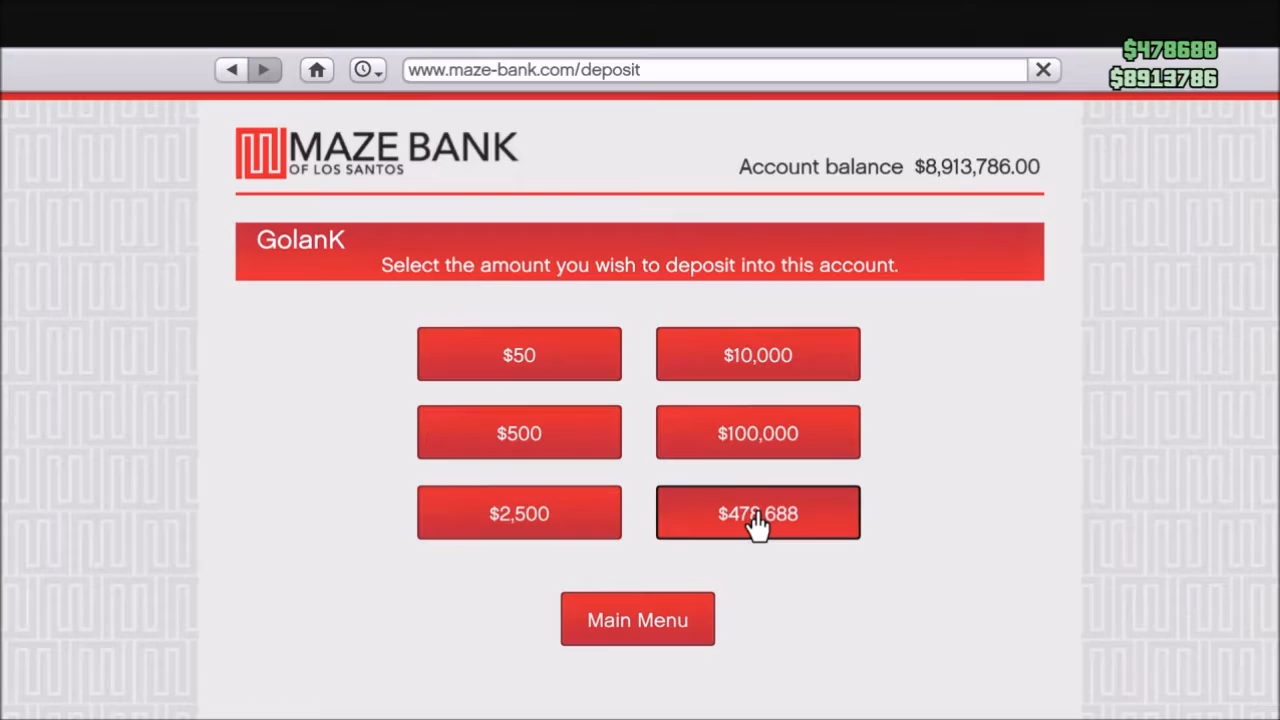 $478688
www.maze-bank.com/deposit
$8913786
MAZE BANK
OF LOS SANTOS
Account balance $8,913,786.00
GolanK
Select the amount you wish to deposit into this account.
$50
$10,000
$500
$100,000
$2,500
$478,688
Main Menu